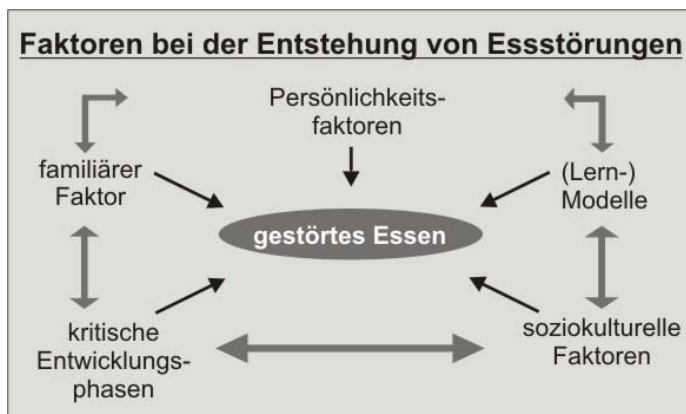 Faktoren bei der Entstehung von Essstörungen
Persönlichkeits-
faktoren
familiärer
Faktor
(Lern-)
Modelle
gestörtes Essen
kritische
Entwicklungs-
phasen
soziokulturelle
Faktoren